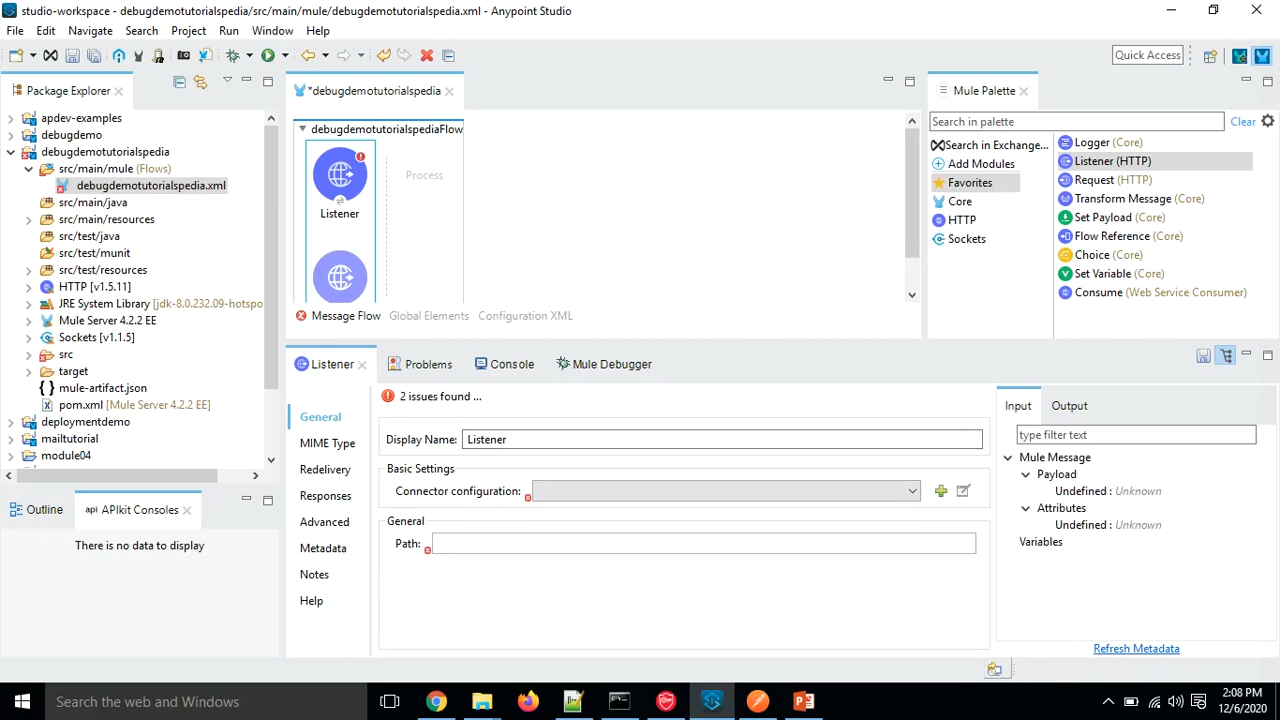 studio-workspace - debugdemotutorialspedia/src/main/mule/debugdemotutorialspedia.xml - Anypoint Studio
File Edit Navigate Search Project Run Window Help
Quick Access
Package Explorer
apdev-examples
debugdemo
debugdemotutorialspedia
src/main/mule (Flows)
debugdemotutorialspedia.xml
src/main/java
src/main/resources
src/test/java
src/test/munit
src/test/resources
HTTP [v1.5.11]
JRE System Library [jdk-8.0.232.09-hotspo
Mule Server 4.2.2 EE
Sockets [v1.1.5]
src
target
mule-artifact.json
pom.xml [Mule Server 4.2.2 EE]
deploymentdemo
mailtutorial
module04
*debugdemotutorialspedia
debugdemotutorialspediaFlow
Process
Listener
Message Flow Global Elements Configuration XML
Mule Palette
Search in palette
Clear
Search in Exchange...
Add Modules
Favorites
Core
HTTP
Sockets
Logger (Core)
Listener (HTTP)
Request (HTTP)
Transform Message (Core)
Set Payload (Core)
Flow Reference (Core)
Choice (Core)
Set Variable (Core)
Consume (Web Service Consumer)
Outline
api APIkit Consoles
There is no data to display
Listener
Problems
Console
Mule Debugger
General
MIME Type
Redelivery
Responses
Advanced
Metadata
Notes
Help
2 issues found ...
Display Name: Listener
Basic Settings
Connector configuration:
General
Path:
Input
Output
type filter text
Mule Message
Payload
Undefined : Unknown
Attributes
Undefined : Unknown
Variables
Refresh Metadata
Search the web and Windows
2:08 PM
12/6/2020